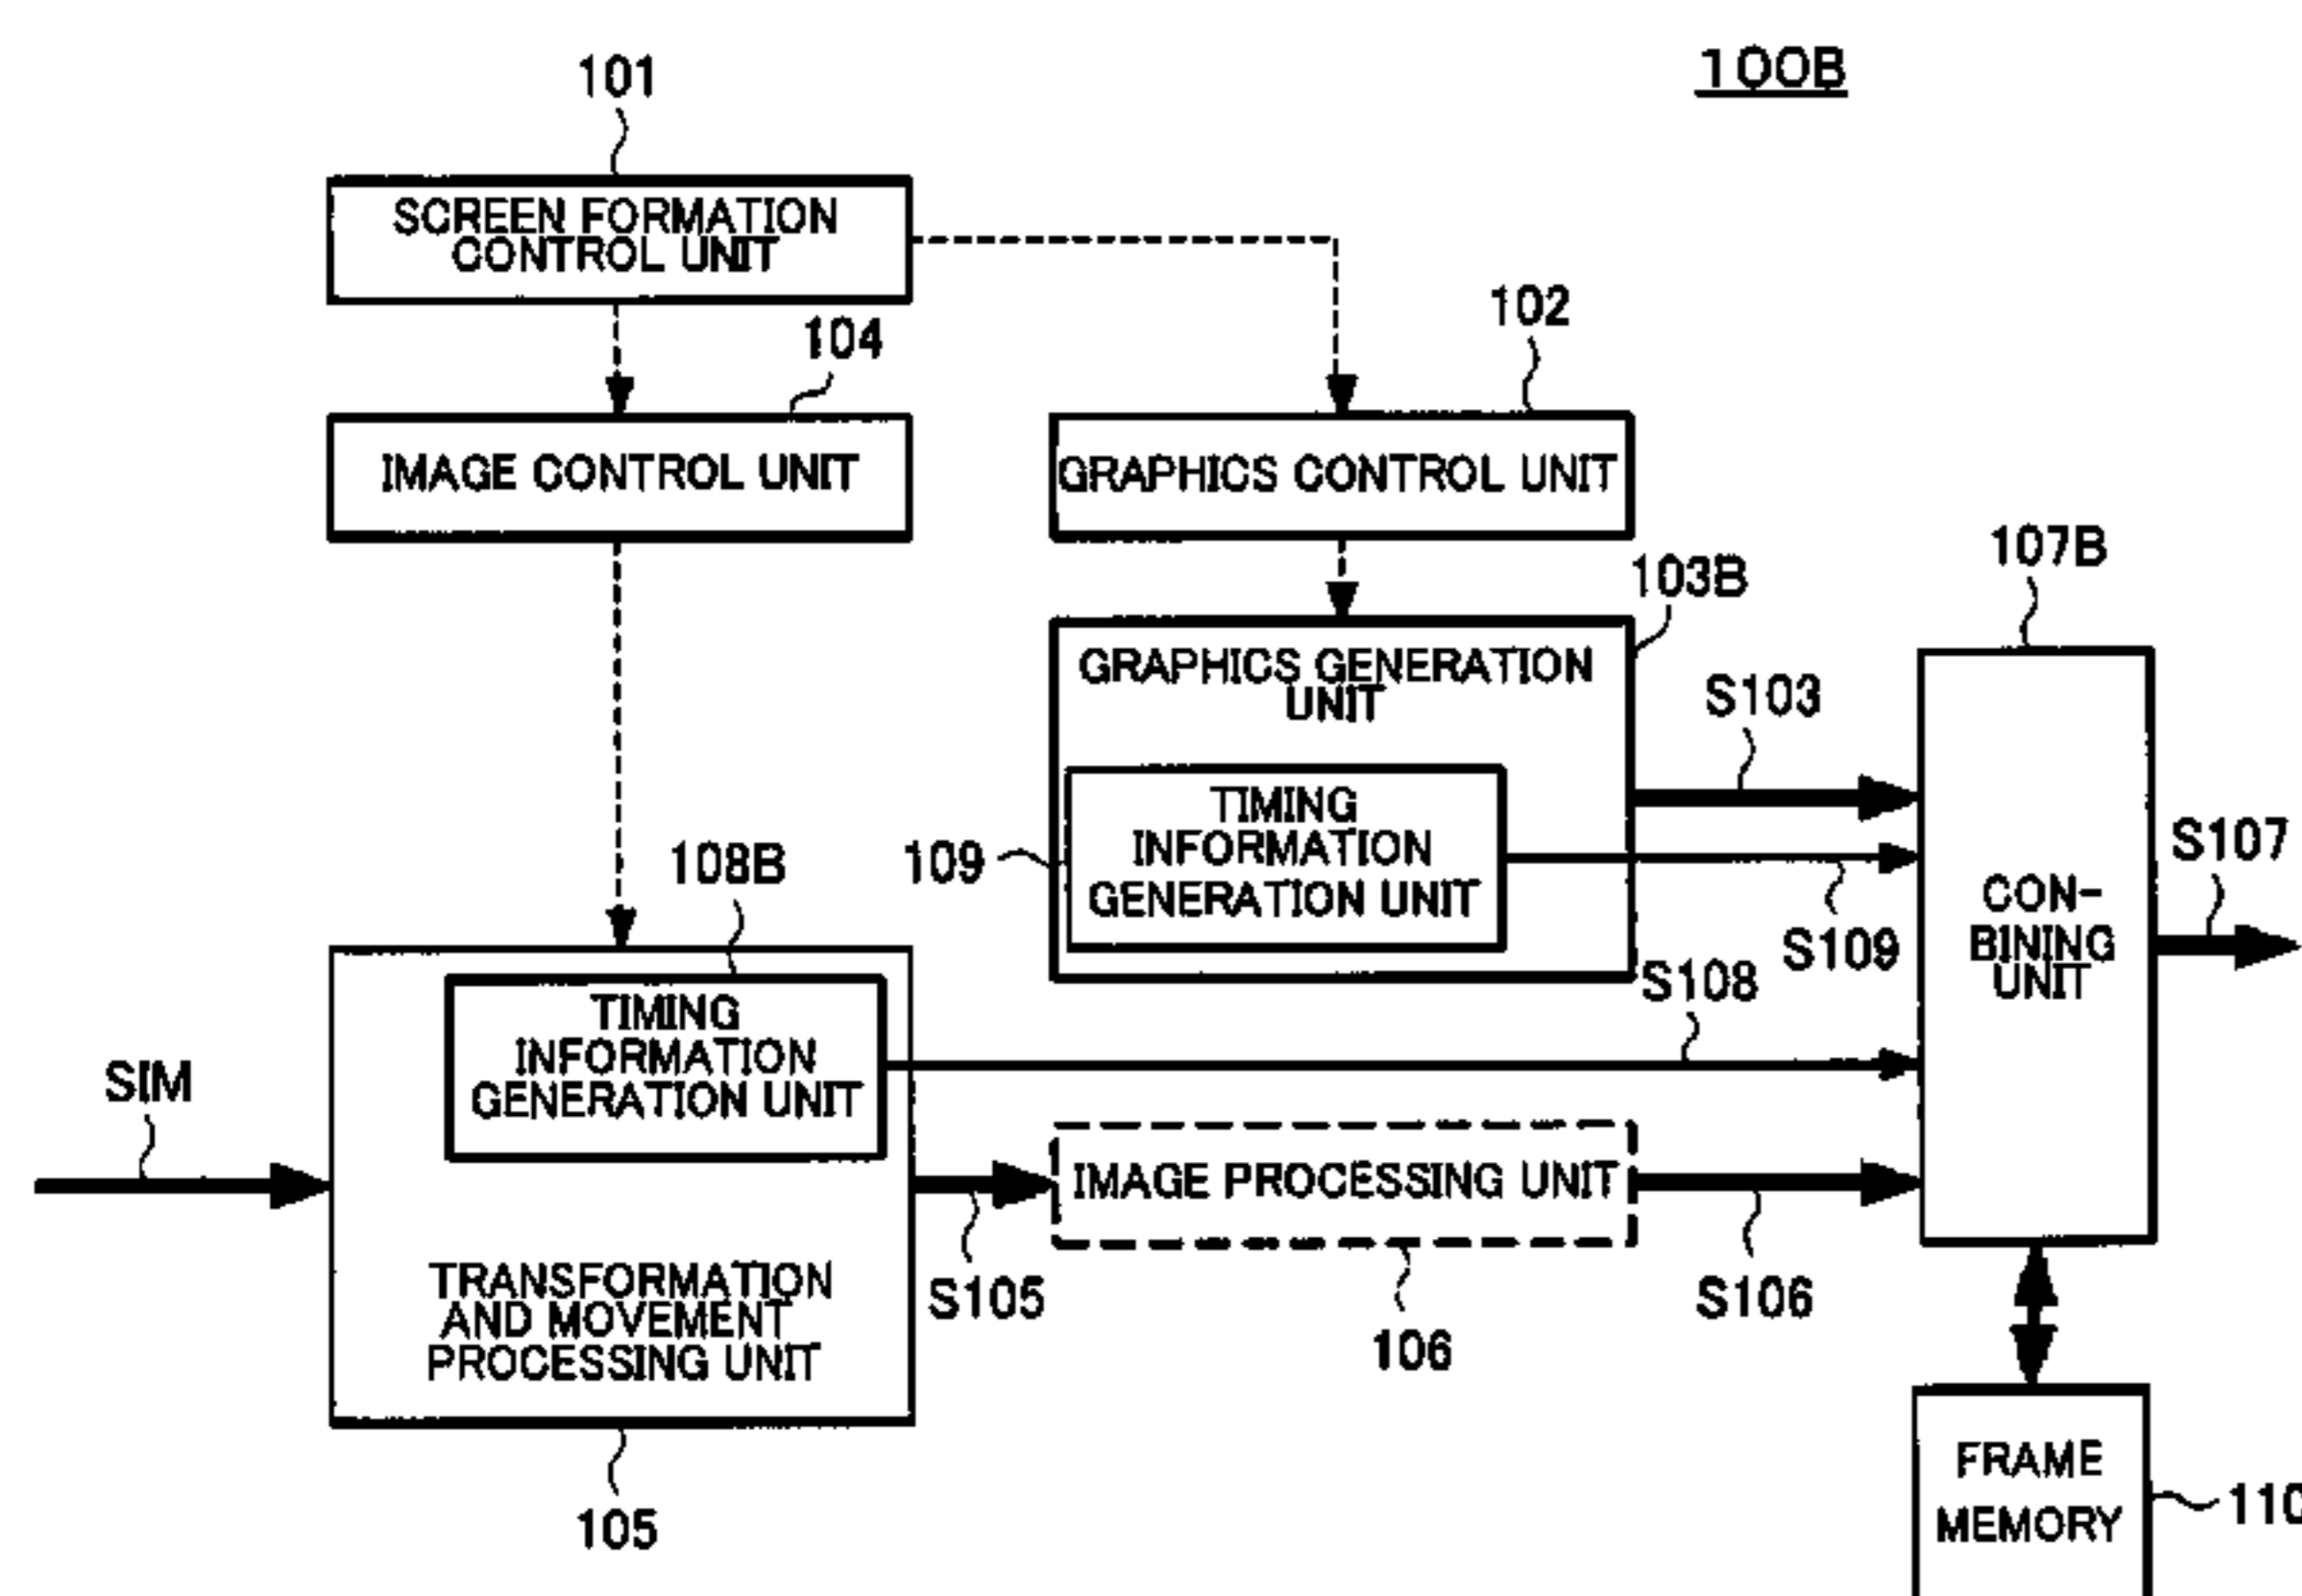 100B
101
SCREEN FORMATION
CONTROL UNIT
104
102
IMAGE CONTROL UNIT
GRAPHICS CONTROL UNIT
107B
103B
GRAPHICS GENERATION
UNIT
S103
TIMING
INFORMATION
GENERATION UNIT
109
S109
S107
CON-
BINING
UNIT
108B
S108
TIMING
INFORMATION
GENERATION UNIT
SIM
IMAGE PROCESSING UNIT
TRANSFORMATION
AND MOVEMENT
PROCESSING UNIT
S105
S106
106
105
FRAME
MEMORY
110